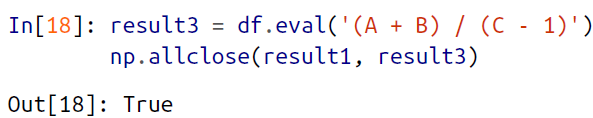 In[18]: result3 = df.eval('(A + B) / (C - 1)')
np.allclose(result1, result3)
Out[18]: True